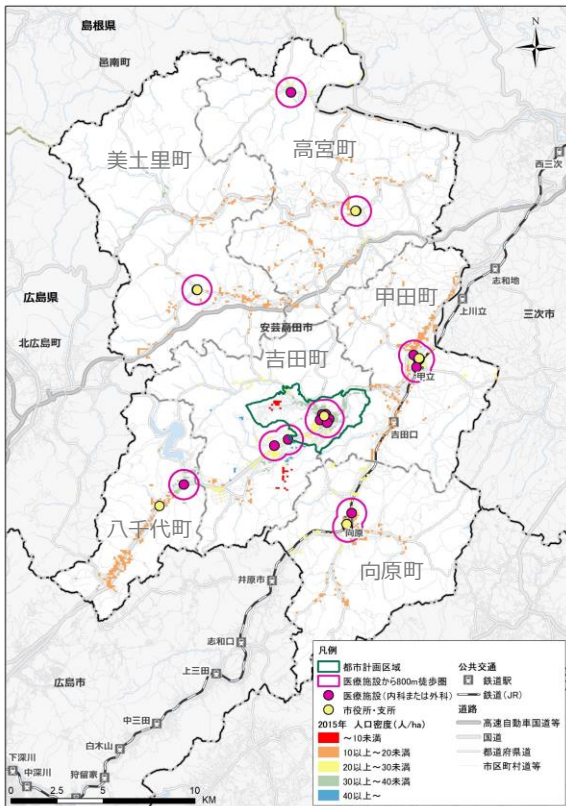 島根県
邑南町
N
高宮町
美土里町
西三次
広島県
北広島町
甲田町
志和地
上川立
三次市
安芸高田市
吉田町
甲立
吉田口
八千代町
向原
向原町
井原市
志和口
広島市
上三田
中三田
白木山
下深川
中深川
狩留家
0 2.5 5 10
KM
凡例
都市計画区域
医療施設から800m徒歩圏
医療施設(内科または外科)
市役所・支所
2015年 人口密度(人/ha)
~10未満
10以上~20未満
20以上~30未満
30以上~40未満
40以上~
公共交通
鉄道駅
鉄道(JR)
道路
高速自動車国道等
国道
都道府県道
市区町村道等